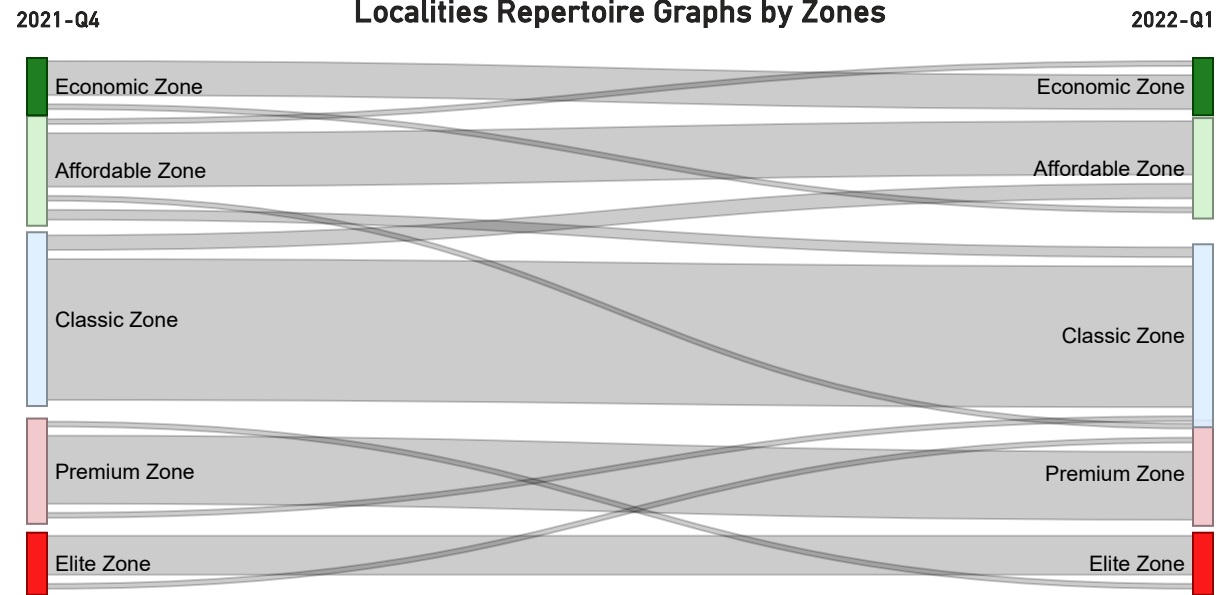 Localities Repertoire Graphs by Zones
2021-Q4
2022-Q1
Economic Zone
Economic Zone
Affordable Zone
Affordable Zone
Classic Zone
Classic Zone
Premium Zone
Premium Zone
Elite Zone
Elite Zone